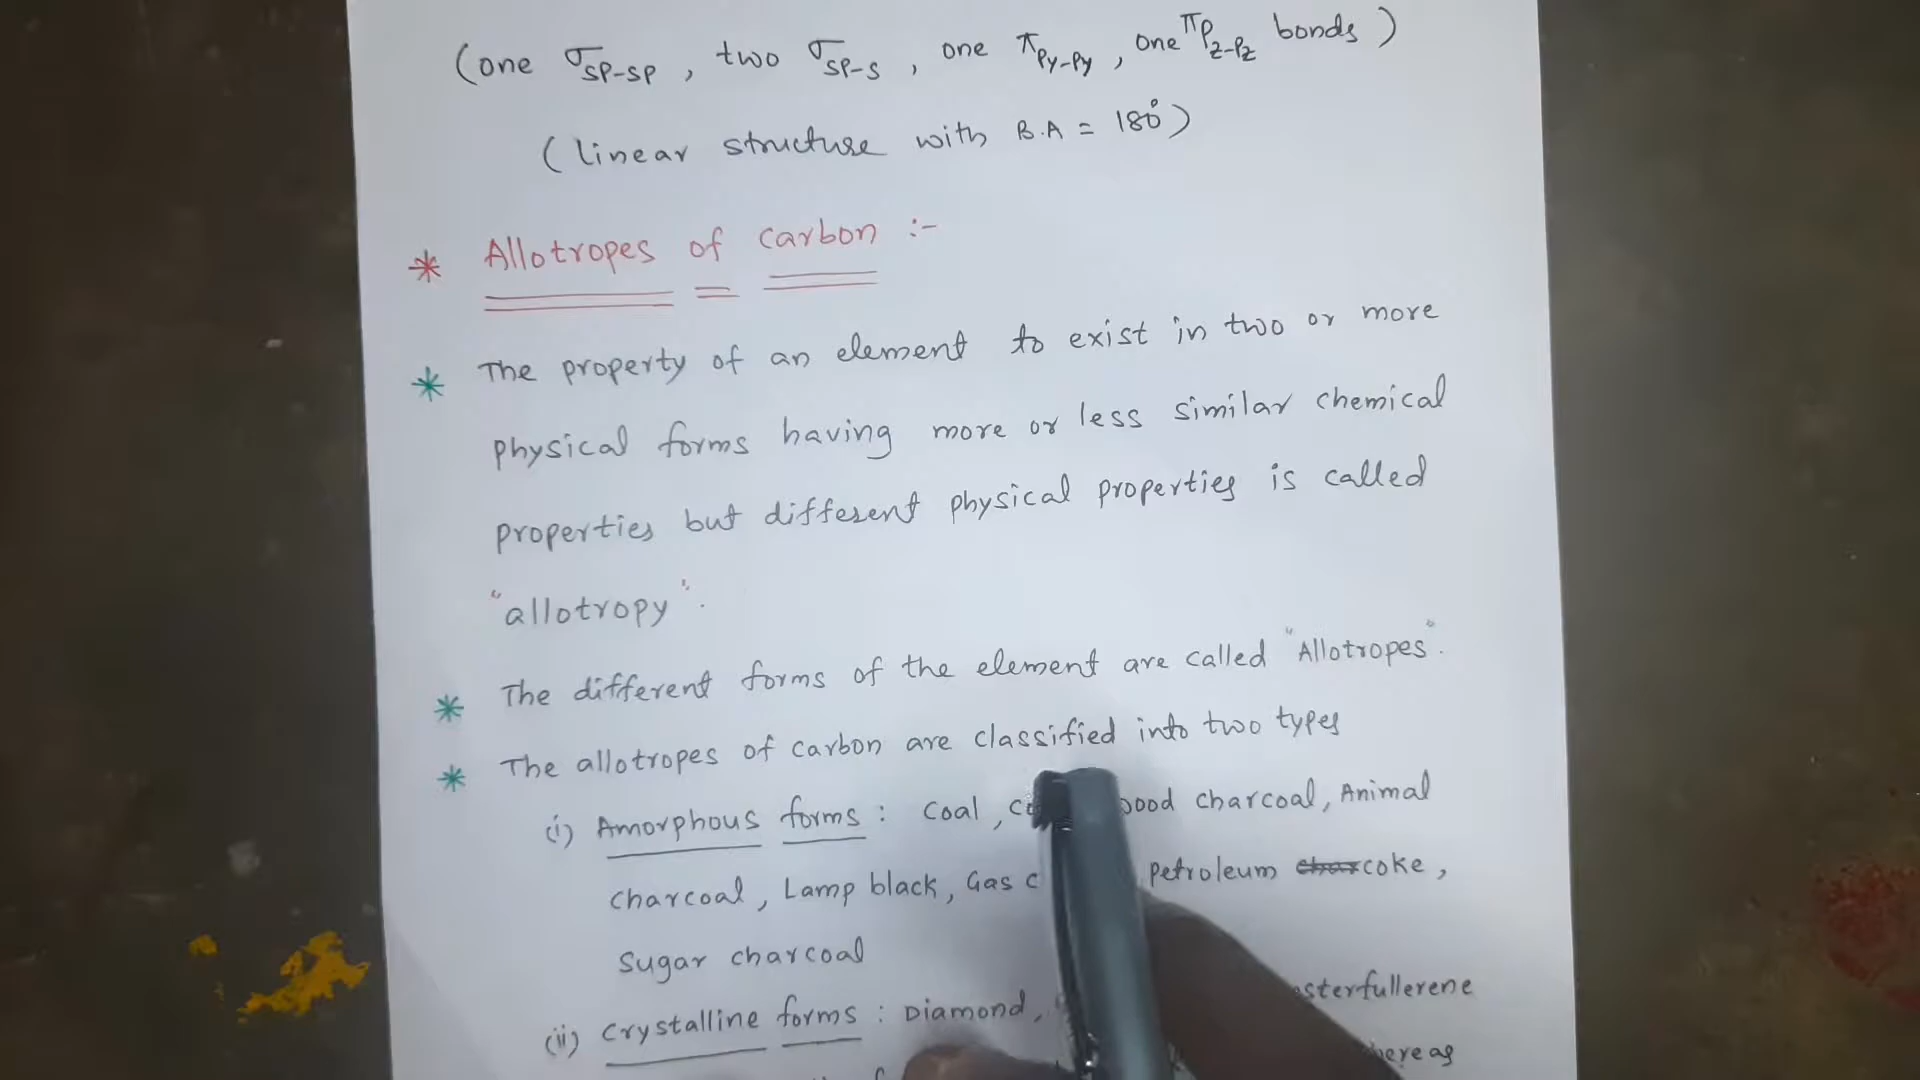 (one σSP-SP, two σSP-S, one πPy-Py, one πPz-Pz bonds)
(linear structure with B.A = 180°)
* Allotropes of carbon :-
* The property of an element to exist in two or more
physical forms having more or less similar chemical
properties but different physical properties is called
"allotropy".
* The different forms of the element are called "Allotropes".
* The allotropes of carbon are classified into two types
(i) Amorphous forms : coal, charcoal, Animal
charcoal, Lamp black, Gas petroleum coke,
Sugar charcoal
(ii) crystalline forms : Diamond,